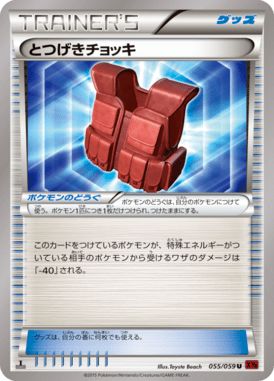 TRAINER'S グッズ
とつげきチョッキ
ポケモンのどうぐ
ポケモンのどうぐは、自分のポケモンにつけて
使う。ポケモン1匹につき1枚だけつけられ、つけたままにする。
このカードをつけているポケモンが、特殊エネルギーがつ
いている相手のポケモンから受けるワザのダメージは
「-40」される。
グッズは、自分の番に何枚でも使える。
Illus. Toyste Beach 055/059 U
©2015 Pokémon/Nintendo/Creatures/GAME FREAK.